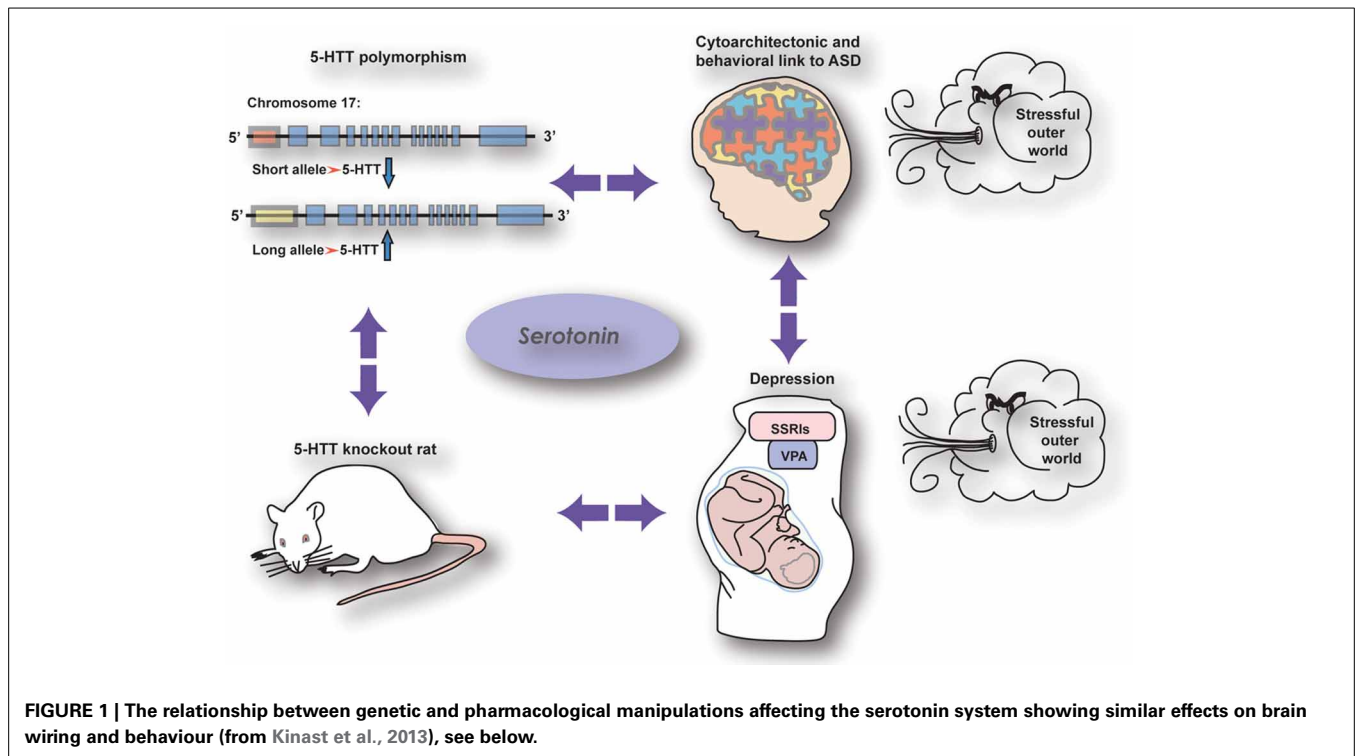 5-HTT polymorphism
Chromosome 17:
5’ 3’
Short allele➤5-HTT
5’ 3’
Long allele➤5-HTT
Cytoarchitectonic and
behavioral link to ASD
Stressful
outer
world
Serotonin
5-HTT knockout rat
Depression
SSRIs
VPA
Stressful
outer
world
FIGURE 1 | The relationship between genetic and pharmacological manipulations affecting the serotonin system showing similar effects on brain
wiring and behaviour (from Kinast et al., 2013), see below.